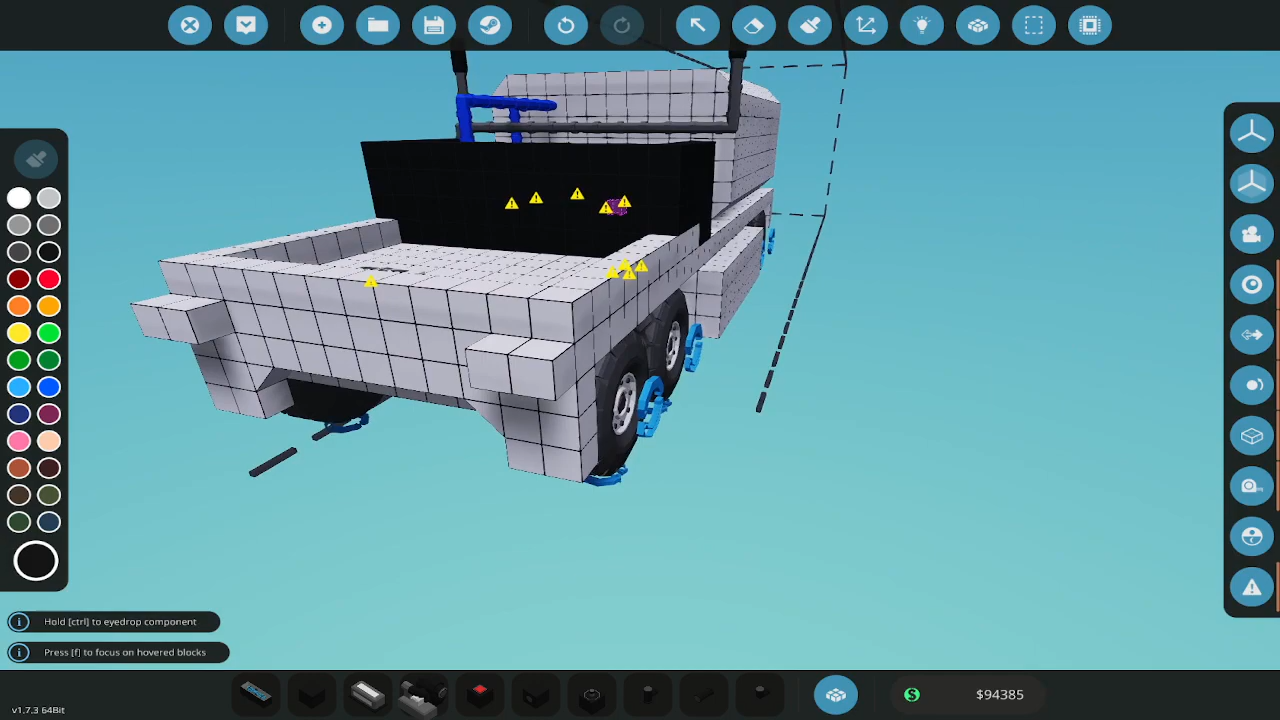 Hold [ctrl] to eyedrop component
Press [f] to focus on hovered blocks
$
$94385
v1.7.3 64Bit